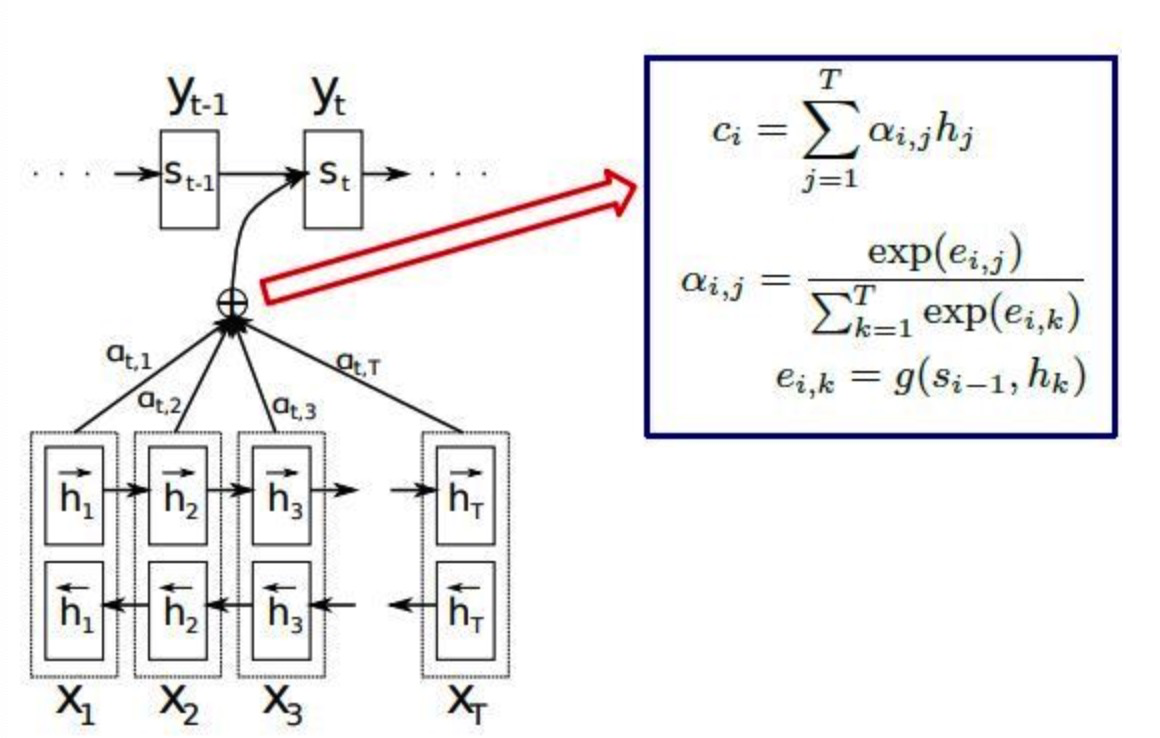 y_{t-1} y_t
. . . s_{t-1} s_t . . .
a_{t,1} a_{t,2} a_{t,3} a_{t,T}
\overrightarrow{h}_1 \overrightarrow{h}_2 \overrightarrow{h}_3 \overrightarrow{h}_T
\overleftarrow{h}_1 \overleftarrow{h}_2 \overleftarrow{h}_3 \overleftarrow{h}_T
x_1 x_2 x_3 x_T
c_i = \sum_{j=1}^{T} \alpha_{i,j} h_j
\alpha_{i,j} = \frac{\exp(e_{i,j})}{\sum_{k=1}^{T} \exp(e_{i,k})}
e_{i,k} = g(s_{i-1}, h_k)